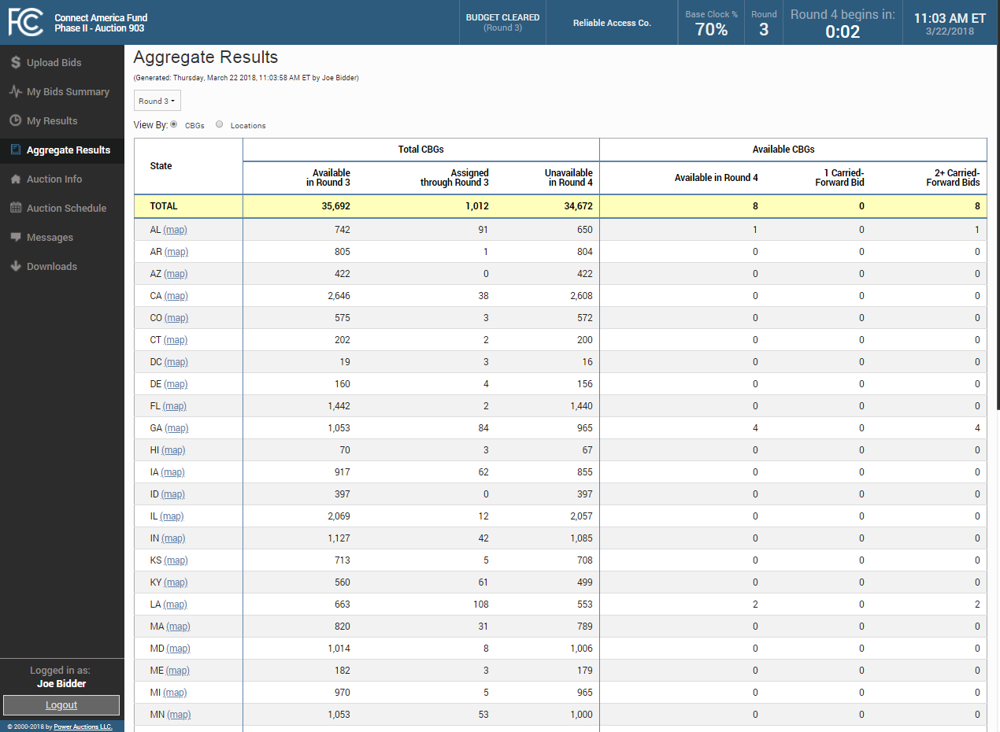 FCC
Connect America Fund
Phase II - Auction 903
BUDGET CLEARED
(Round 3)
Reliable Access Co.
Base Clock %
70%
Round
3
Round 4 begins in:
0:02
11:03 AM ET
3/22/2018
Upload Bids
My Bids Summary
My Results
Aggregate Results
Auction Info
Auction Schedule
Messages
Downloads
Logged in as:
Joe Bidder
Logout
© 2000-2018 by Power Auctions LLC.
Aggregate Results
(Generated: Thursday, March 22 2018, 11:03:58 AM ET by Joe Bidder)
Round 3
View By: CBGs Locations
State Total CBGs Available CBGs
Available in Round 3 Assigned through Round 3 Unavailable in Round 4 Available in Round 4 1 Carried-Forward Bid 2+ Carried-Forward Bids
TOTAL 35,692 1,012 34,672 8 0 8
AL (map) 742 91 650 1 0 1
AR (map) 805 1 804 0 0 0
AZ (map) 422 0 422 0 0 0
CA (map) 2,646 38 2,608 0 0 0
CO (map) 575 3 572 0 0 0
CT (map) 202 2 200 0 0 0
DC (map) 19 3 16 0 0 0
DE (map) 160 4 156 0 0 0
FL (map) 1,442 2 1,440 0 0 0
GA (map) 1,053 84 965 4 0 4
HI (map) 70 3 67 0 0 0
IA (map) 917 62 855 0 0 0
ID (map) 397 0 397 0 0 0
IL (map) 2,069 12 2,057 0 0 0
IN (map) 1,127 42 1,085 0 0 0
KS (map) 713 5 708 0 0 0
KY (map) 560 61 499 0 0 0
LA (map) 663 108 553 2 0 2
MA (map) 820 31 789 0 0 0
MD (map) 1,014 8 1,006 0 0 0
ME (map) 182 3 179 0 0 0
MI (map) 970 5 965 0 0 0
MN (map) 1,053 53 1,000 0 0 0